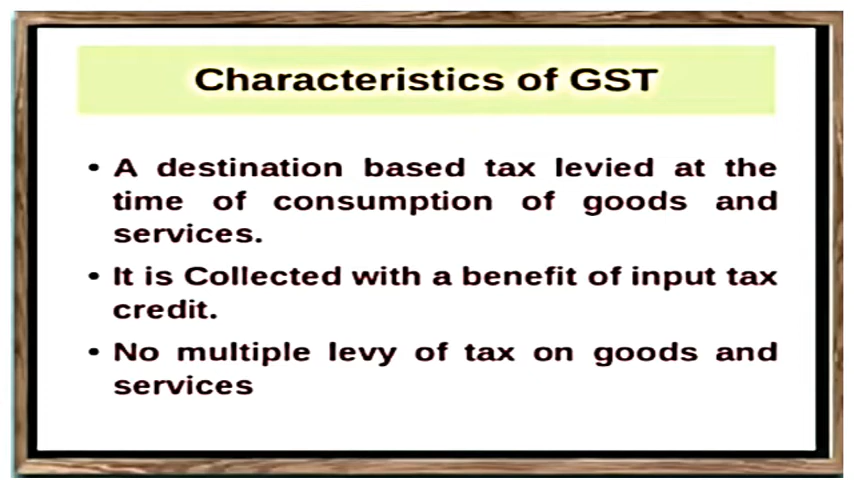 Characteristics of GST
• A destination based tax levied at the
time of consumption of goods and
services.
• It is Collected with a benefit of input tax
credit.
• No multiple levy of tax on goods and
services